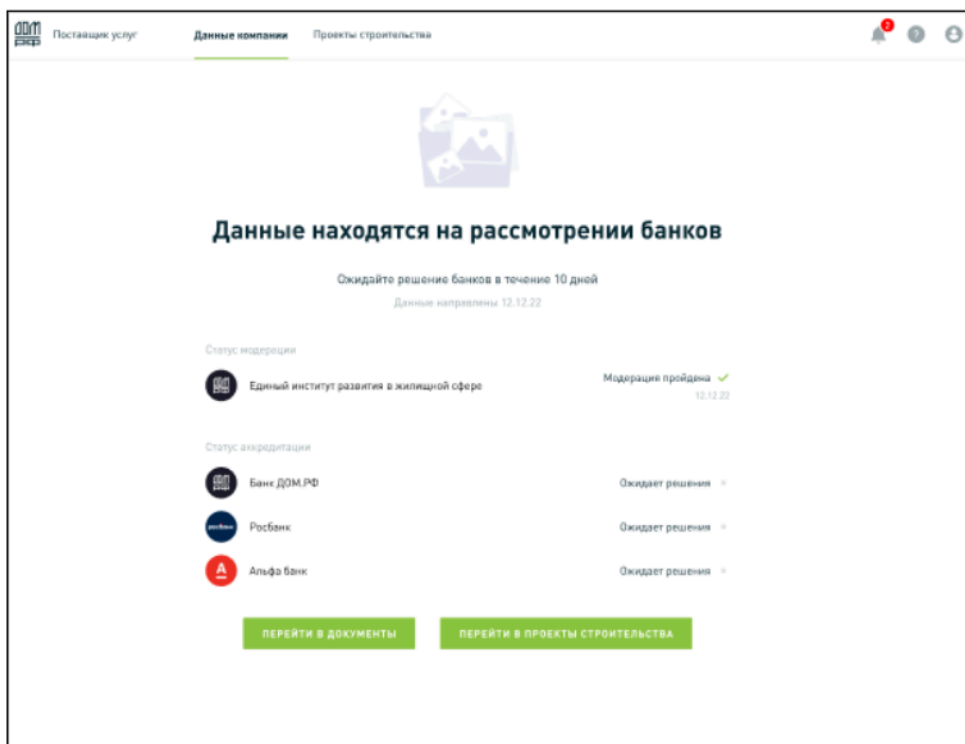 ДОМ РФ Поставщик услуг Данные компании Проекты строительства 2 ?
Данные находятся на рассмотрении банков
Ожидайте решение банков в течение 10 дней
Данные направлены 12.12.22
Статус модерации
Единый институт развития в жилищной сфере Модерация пройдена
12.12.22
Статус аккредитации
Банк ДОМ.РФ Ожидает решения
Росбанк Ожидает решения
Альфа банк Ожидает решения
ПЕРЕЙТИ В ДОКУМЕНТЫ ПЕРЕЙТИ В ПРОЕКТЫ СТРОИТЕЛЬСТВА